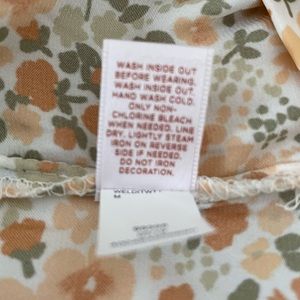 WASH INSIDE OUT
BEFORE WEARING.
WASH INSIDE OUT.
HAND WASH COLD.
ONLY NON-
CHLORINE BLEACH
WHEN NEEDED. LINE
DRY. LIGHTLY STEAM
IRON ON REVERSE
SIDE IF NEEDED.
DO NOT IRON
DECORATION.
M